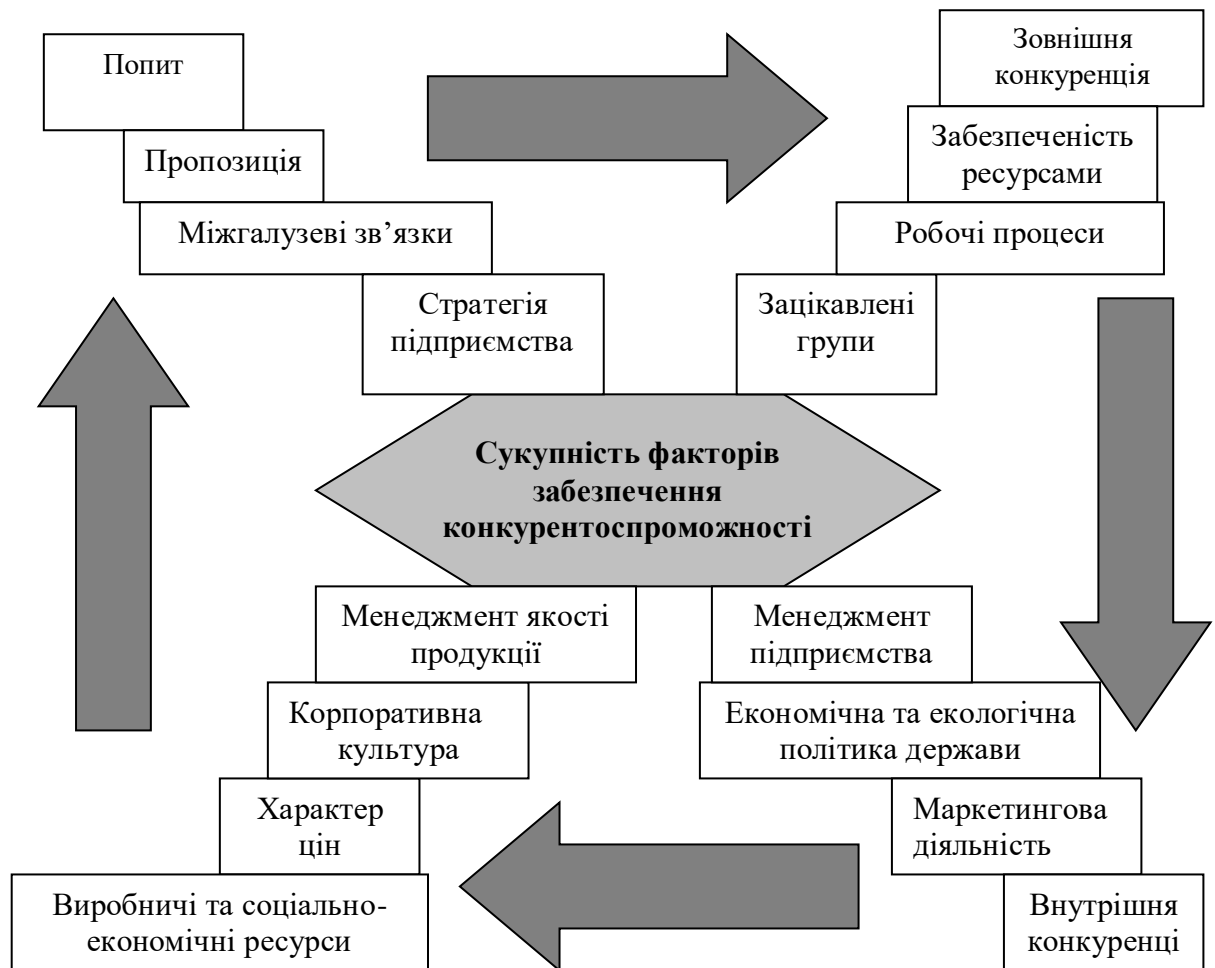 Попит
Пропозиція
Міжгалузеві зв’язки
Стратегія
підприємства
Зовнішня
конкуренція
Забезпеченість
ресурсами
Робочі процеси
Зацікавлені
групи
Сукупність факторів
забезпечення
конкурентоспроможності
Менеджмент якості
продукції
Корпоративна
культура
Характер
цін
Виробничі та соціально-
економічні ресурси
Менеджмент
підприємства
Економічна та екологічна
політика держави
Маркетингова
діяльність
Внутрішня
конкуренці